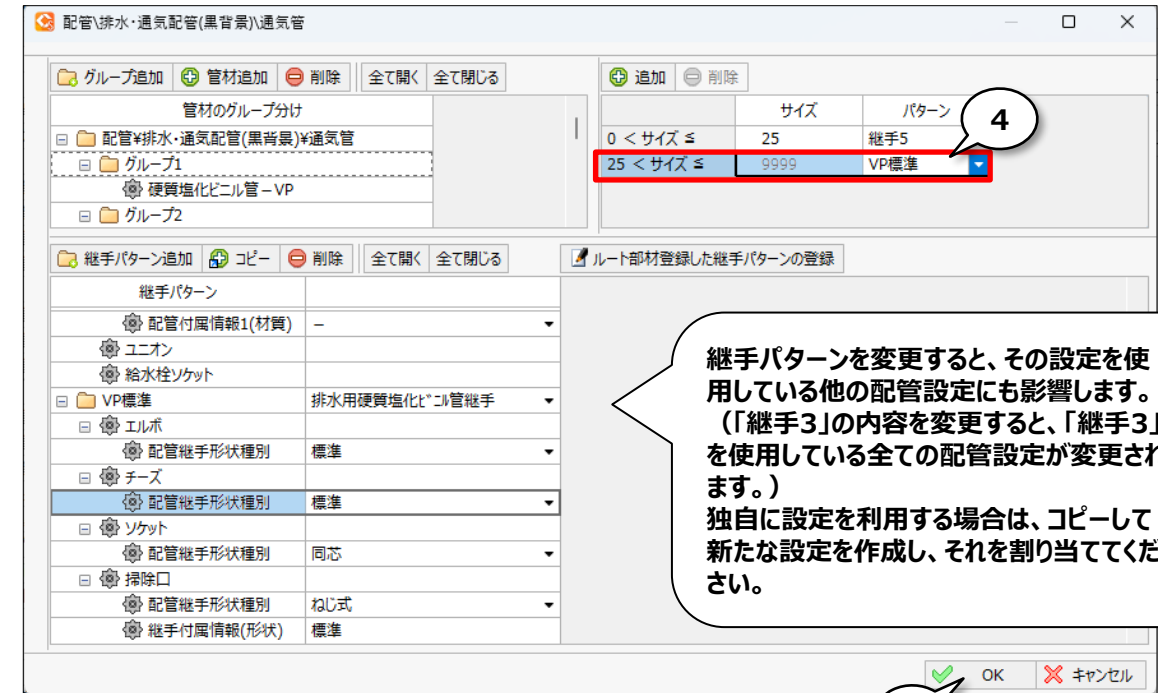 配管\排水・通気配管(黒背景)\通気管
グループ追加 管材追加 削除 全て開く 全て閉じる
管材のグループ分け
配管¥排水・通気配管(黒背景)¥通気管
グループ1
硬質塩化ビニル管－VP
グループ2
追加 削除
サイズ パターン
0 ＜ サイズ ≦ 25 継手5
25 ＜ サイズ ≦ 9999 VP標準
4
継手パターン追加 コピー 削除 全て開く 全て閉じる
ルート部材登録した継手パターンの登録
継手パターン
配管付属情報1(材質) －
ユニオン
給水栓ソケット
VP標準 排水用硬質塩化ﾋﾞﾆﾙ管継手
エルボ
配管継手形状種別 標準
チーズ
配管継手形状種別 標準
ソケット
配管継手形状種別 同芯
掃除口
配管継手形状種別 ねじ式
継手付属情報(形状) 標準
継手パターンを変更すると、その設定を使
用している他の配管設定にも影響します。
（「継手3」の内容を変更すると、「継手3」
を使用している全ての配管設定が変更され
ます。）
独自に設定を利用する場合は、コピーして
新たな設定を作成し、それを割り当ててくだ
さい。
OK キャンセル